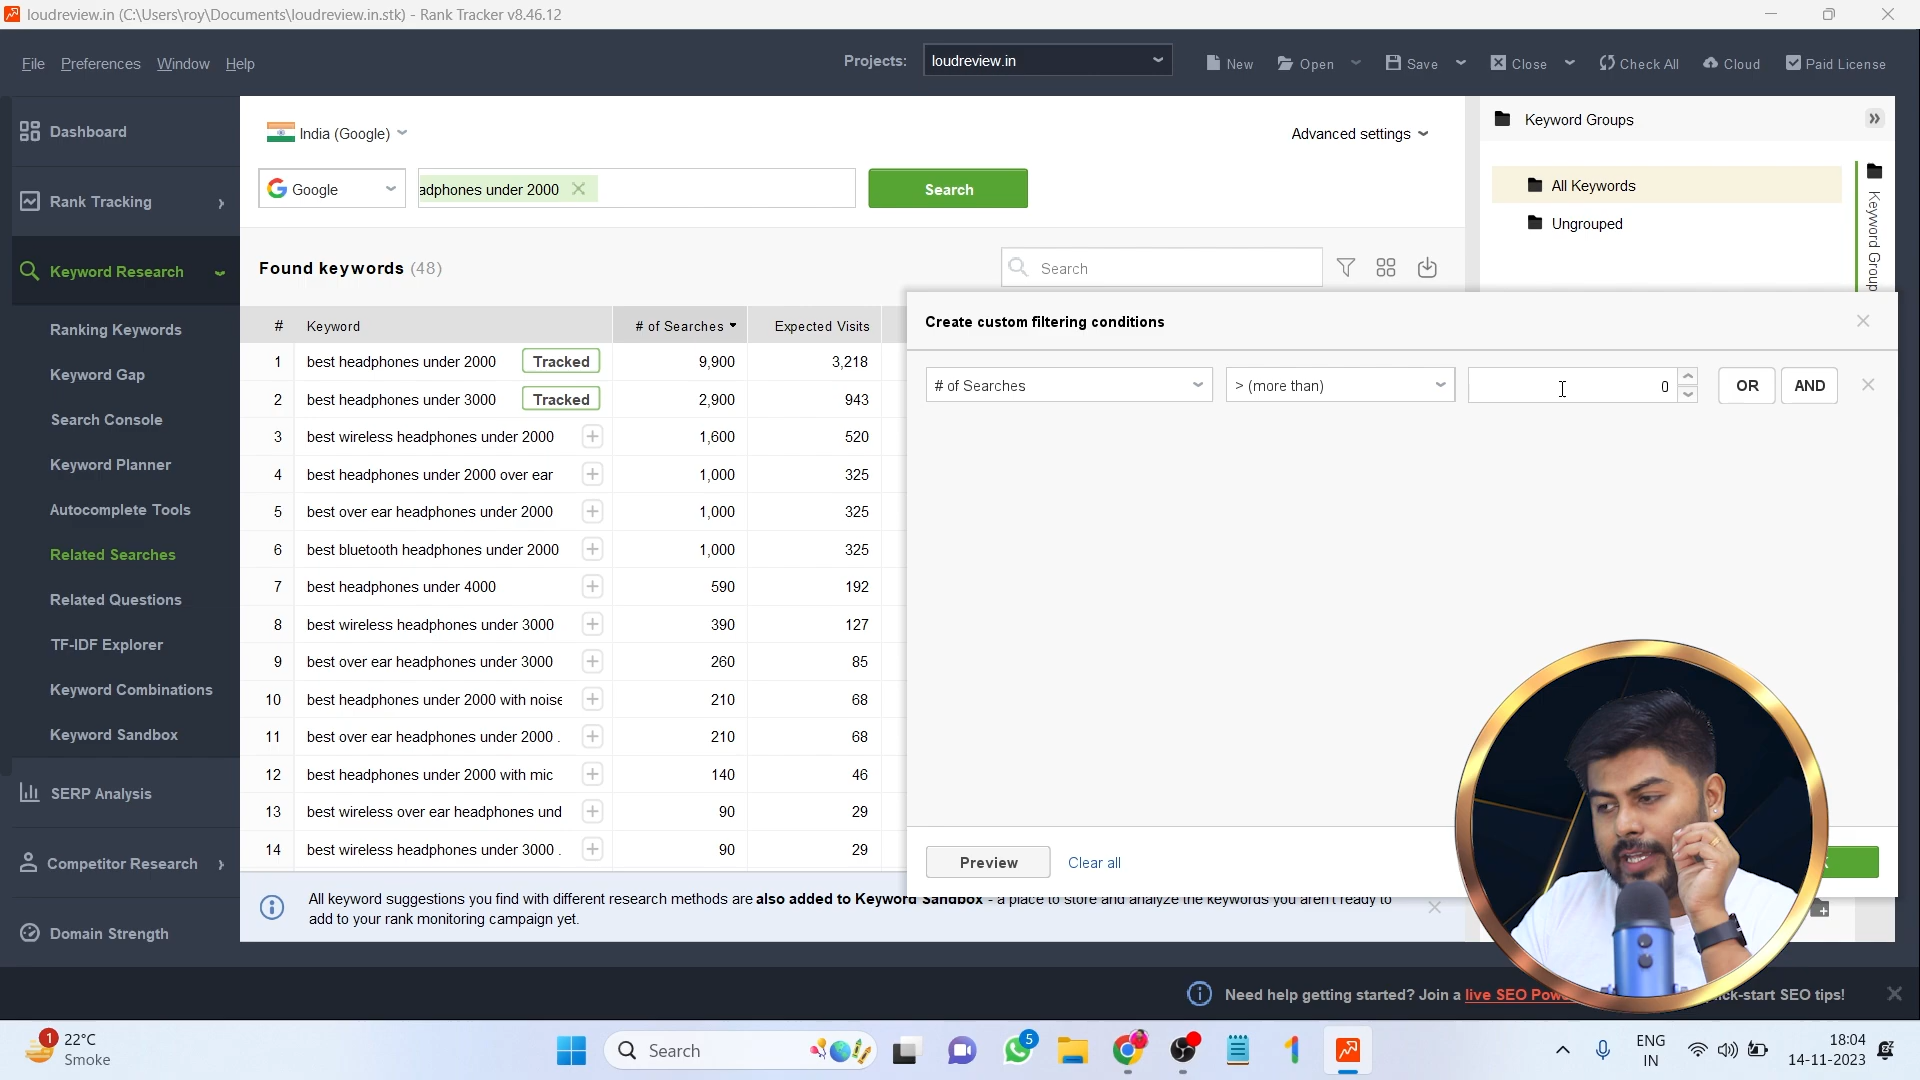 loudreview.in (C:\Users\roy\Documents\loudreview.in.stk) - Rank Tracker v8.46.12
File Preferences Window Help
Projects: loudreview.in
New Open Save Close Check All Cloud Paid License
Dashboard
Rank Tracking
Keyword Research
Ranking Keywords
Keyword Gap
Search Console
Keyword Planner
Autocomplete Tools
Related Searches
Related Questions
TF-IDF Explorer
Keyword Combinations
Keyword Sandbox
SERP Analysis
Competitor Research
Domain Strength
India (Google)
Advanced settings
Google
adphones under 2000
Search
Found keywords (48)
Search
# Keyword # of Searches Expected Visits
1 best headphones under 2000 Tracked 9,900 3,218
2 best headphones under 3000 Tracked 2,900 943
3 best wireless headphones under 2000 1,600 520
4 best headphones under 2000 over ear 1,000 325
5 best over ear headphones under 2000 1,000 325
6 best bluetooth headphones under 2000 1,000 325
7 best headphones under 4000 590 192
8 best wireless headphones under 3000 390 127
9 best over ear headphones under 3000 260 85
10 best headphones under 2000 with noise 210 68
11 best over ear headphones under 2000 . 210 68
12 best headphones under 2000 with mic 140 46
13 best wireless over ear headphones und 90 29
14 best wireless headphones under 3000 . 90 29
All keyword suggestions you find with different research methods are also added to Keyword Sandbox - a place to store and analyze the keywords you aren't ready to
add to your rank monitoring campaign yet.
Keyword Groups
All Keywords
Ungrouped
Keyword Group
Create custom filtering conditions
# of Searches > (more than) 0 OR AND
Preview Clear all
Need help getting started? Join a live SEO Pow
ck-start SEO tips!
1
22°C
Smoke
Search
5
ENG
IN
18:04
14-11-2023